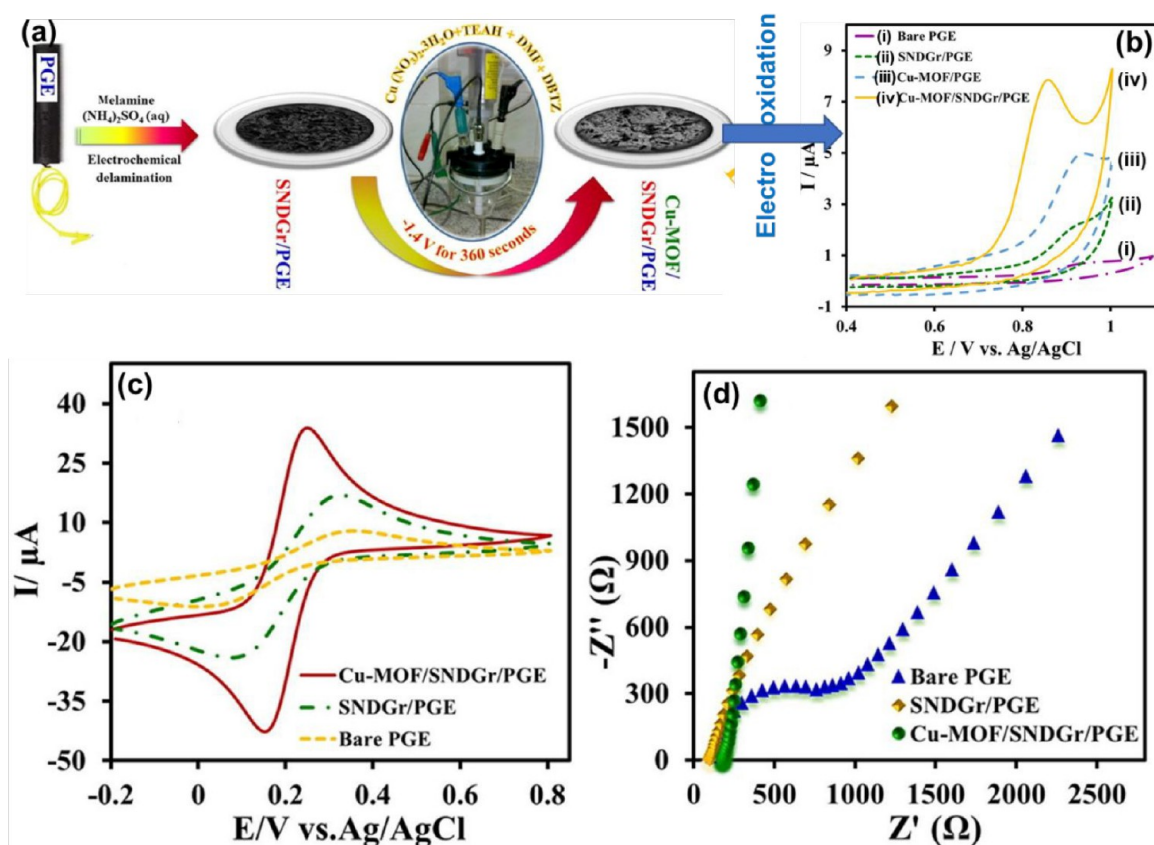 (a)
PGE
Melamine
(NH₄)₂SO₄ (aq)
Electrochemical
delamination
SNDGr/PGE
Cu (NO₃)₂.3H₂O+TEAH + DMF+ DBTZ
-1.4 V for 360 seconds
Cu-MOF/
SNDGr/PGE
Electro oxidation
(b)
(i) Bare PGE
(ii) SNDGr/PGE
(iii) Cu-MOF/PGE
(iv) Cu-MOF/SNDGr/PGE
(iv)
(iii)
(ii)
(i)
I / µA
9
7
5
3
1
-1
0.4
0.6
0.8
1
E / V vs. Ag/AgCl
(c)
I/ µA
40
25
10
-5
-20
-35
-50
Cu-MOF/SNDGr/PGE
SNDGr/PGE
Bare PGE
-0.2
0
0.2
0.4
0.6
0.8
E/V vs.Ag/AgCl
(d)
-Z'' (Ω)
1500
1200
900
600
300
0
Bare PGE
SNDGr/PGE
Cu-MOF/SNDGr/PGE
0
500
1000
1500
2000
2500
Z' (Ω)